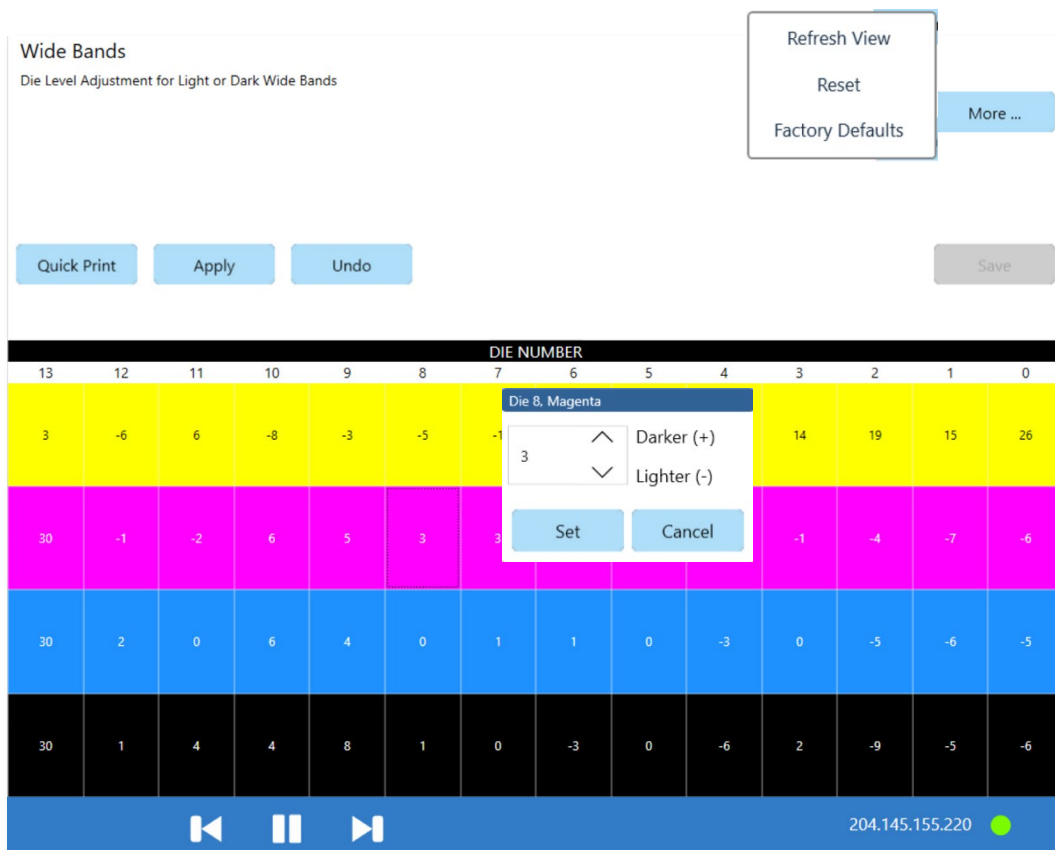 Refresh View
Wide Bands
Die Level Adjustment for Light or Dark Wide Bands
Reset
More ...
Factory Defaults
Quick Print Apply Undo Save
DIE NUMBER
13 12 11 10 9 8 7 6 5 4 3 2 1 0
Die 8, Magenta
3 -6 6 -8 -3 -5 14 19 15 26
Darker (+)
3
Lighter (-)
Set Cancel
30 -1 -2 6 5 3 3 -1 -4 -7 -6
30 2 0 6 4 0 1 1 0 -3 0 -5 -6 -5
30 1 4 4 8 1 0 -3 0 -6 2 -9 -5 -6
204.145.155.220